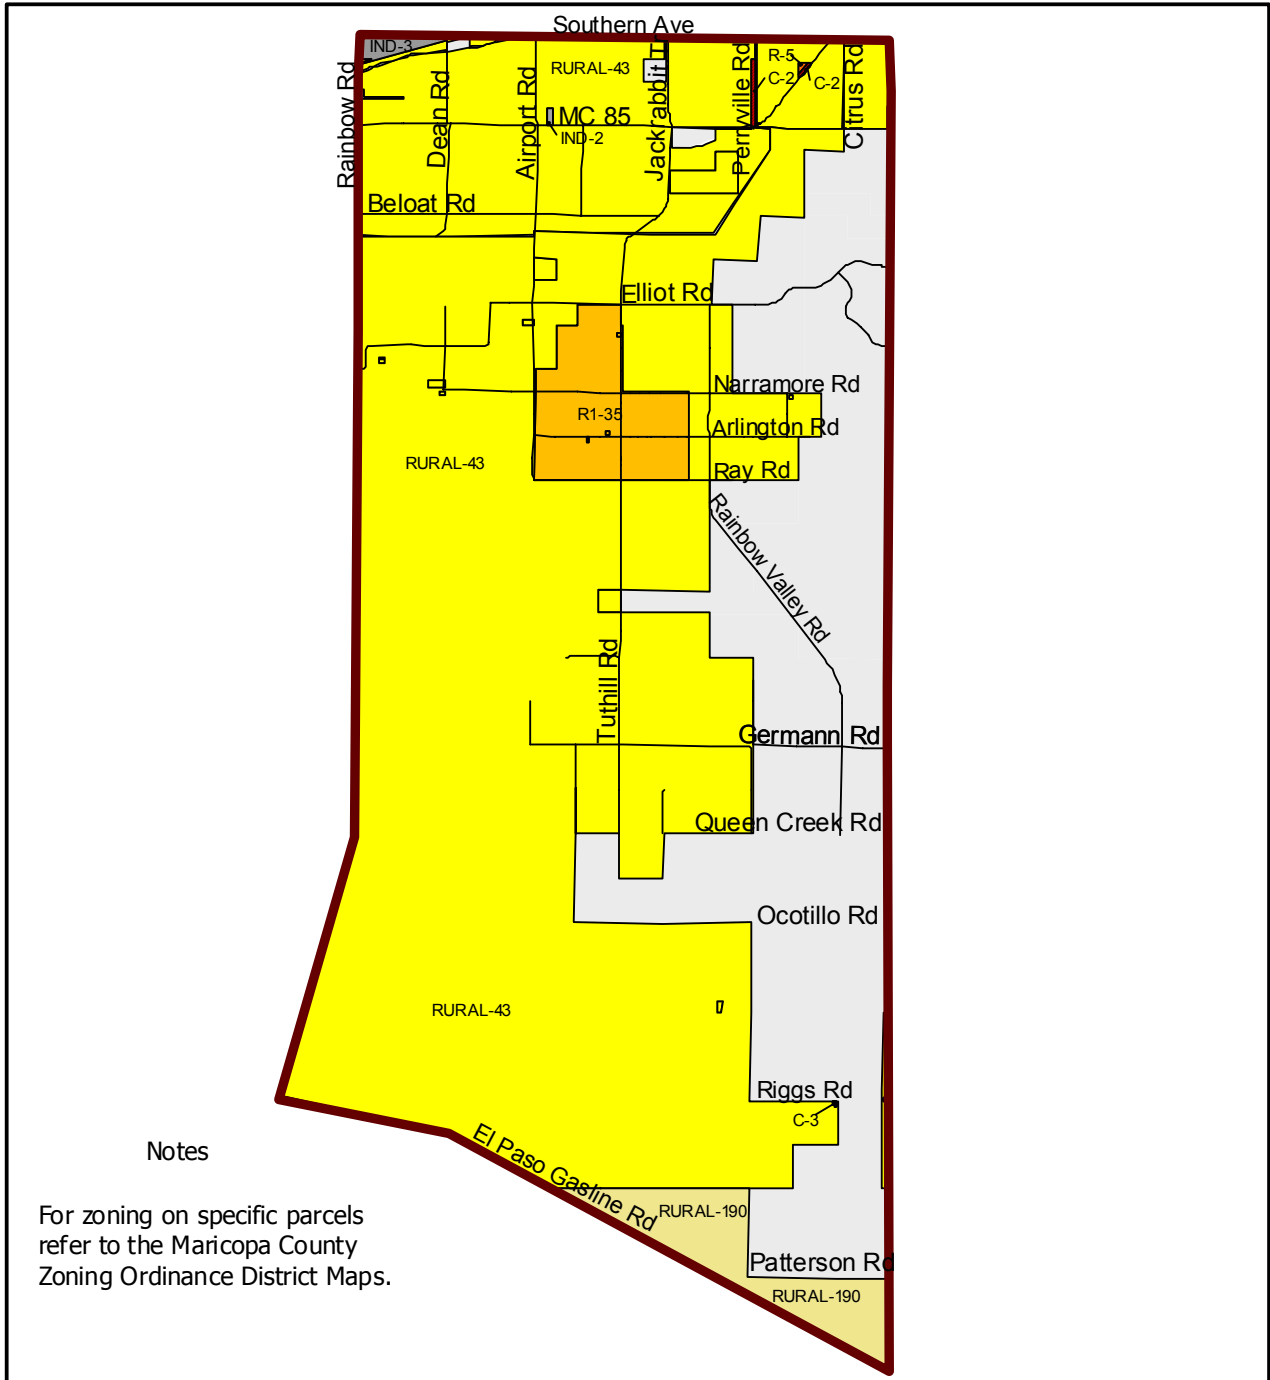 Southern Ave
IND-3
Rainbow Rd
Dean Rd
Airport Rd
RURAL-43
Jackrabbit Tr
Perryville Rd
R-5
C-2
C-2
Citrus Rd
MC 85
IND-2
Beloat Rd
Elliot Rd
Narramore Rd
R1-35
Arlington Rd
RURAL-43
Ray Rd
Rainbow Valley Rd
Tuthill Rd
Germann Rd
Queen Creek Rd
Ocotillo Rd
RURAL-43
Riggs Rd
C-3
El Paso Gasline Rd
RURAL-190
Patterson Rd
RURAL-190
Notes
For zoning on specific parcels
refer to the Maricopa County
Zoning Ordinance District Maps.